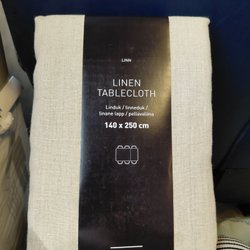 LINN
LINEN
TABLECLOTH
Linduk / linneduk /
linane lapp / pellavaliina
140 x 250 cm